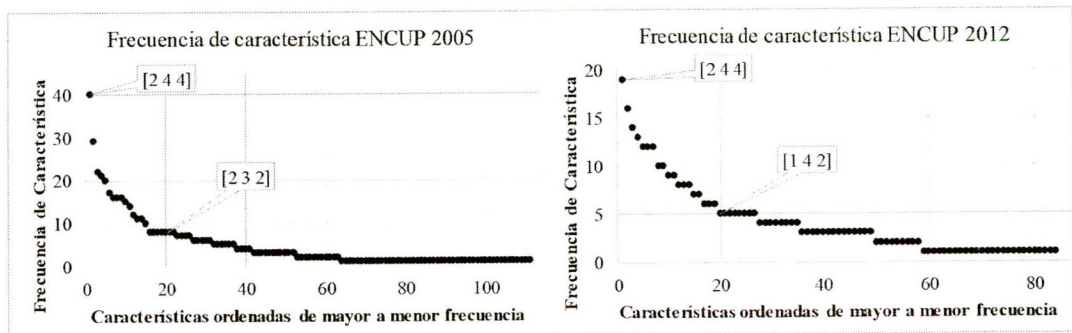 Frecuencia de característica ENCUP 2005
[2 4 4]
[2 3 2]
Frecuencia de Característica
40
30
20
10
0
0 20 40 60 80 100
Características ordenadas de mayor a menor frecuencia
Frecuencia de característica ENCUP 2012
[2 4 4]
[1 4 2]
Frecuencia de Característica
20
15
10
5
0
0 20 40 60 80
Características ordenadas de mayor a menor frecuencia